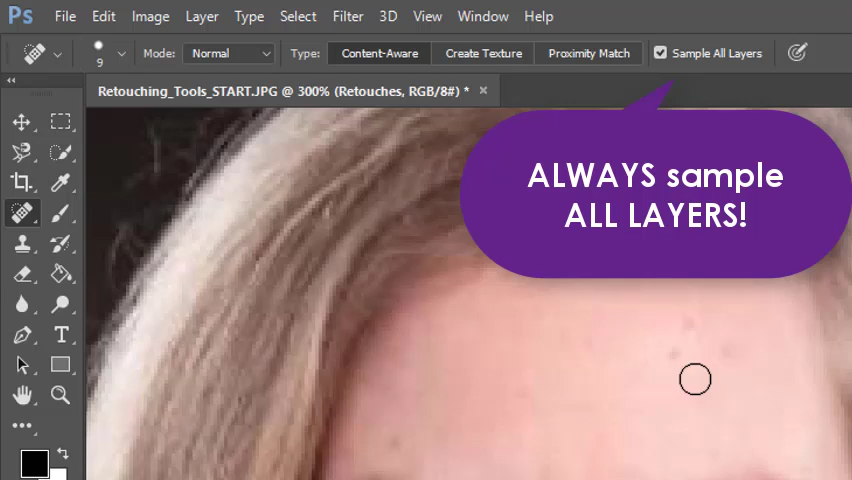 Ps File Edit Image Layer Type Select Filter 3D View Window Help
9 Mode: Normal Type: Content-Aware Create Texture Proximity Match Sample All Layers
Retouching_Tools_START.JPG @ 300% (Retouches, RGB/8#) * ×
ALWAYS sample
ALL LAYERS!
T